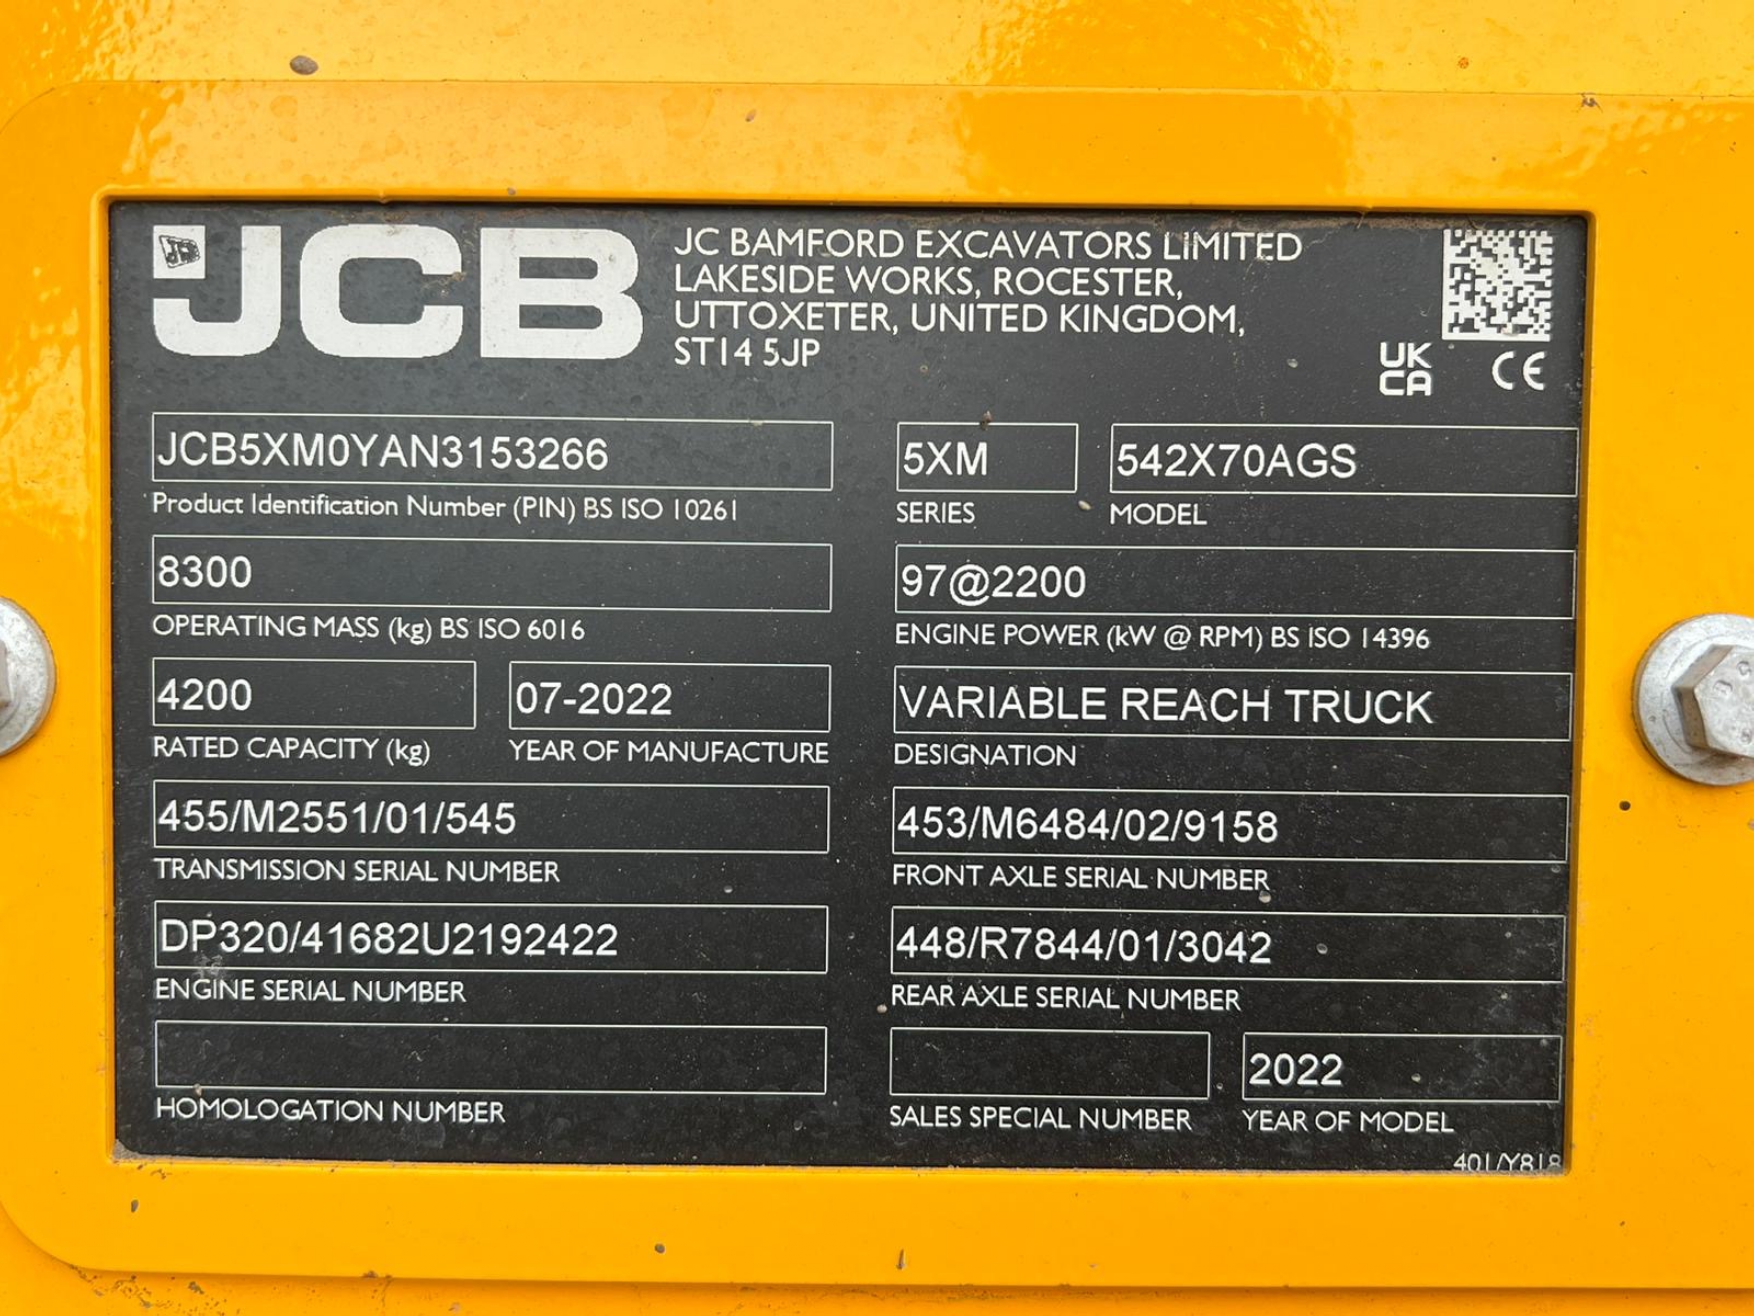 JCB
JC BAMFORD EXCAVATORS LIMITED
LAKESIDE WORKS, ROCESTER,
UTTOXETER, UNITED KINGDOM,
ST14 5JP
UK
CA
CE
JCB5XM0YAN3153266
Product Identification Number (PIN) BS ISO 10261
5XM
SERIES
542X70AGS
MODEL
8300
OPERATING MASS (kg) BS ISO 6016
97@2200
ENGINE POWER (kW @ RPM) BS ISO 14396
4200
RATED CAPACITY (kg)
07-2022
YEAR OF MANUFACTURE
VARIABLE REACH TRUCK
DESIGNATION
455/M2551/01/545
TRANSMISSION SERIAL NUMBER
453/M6484/02/9158
FRONT AXLE SERIAL NUMBER
DP320/41682U2192422
ENGINE SERIAL NUMBER
448/R7844/01/3042
REAR AXLE SERIAL NUMBER
HOMOLOGATION NUMBER
SALES SPECIAL NUMBER
2022
YEAR OF MODEL
401/Y818